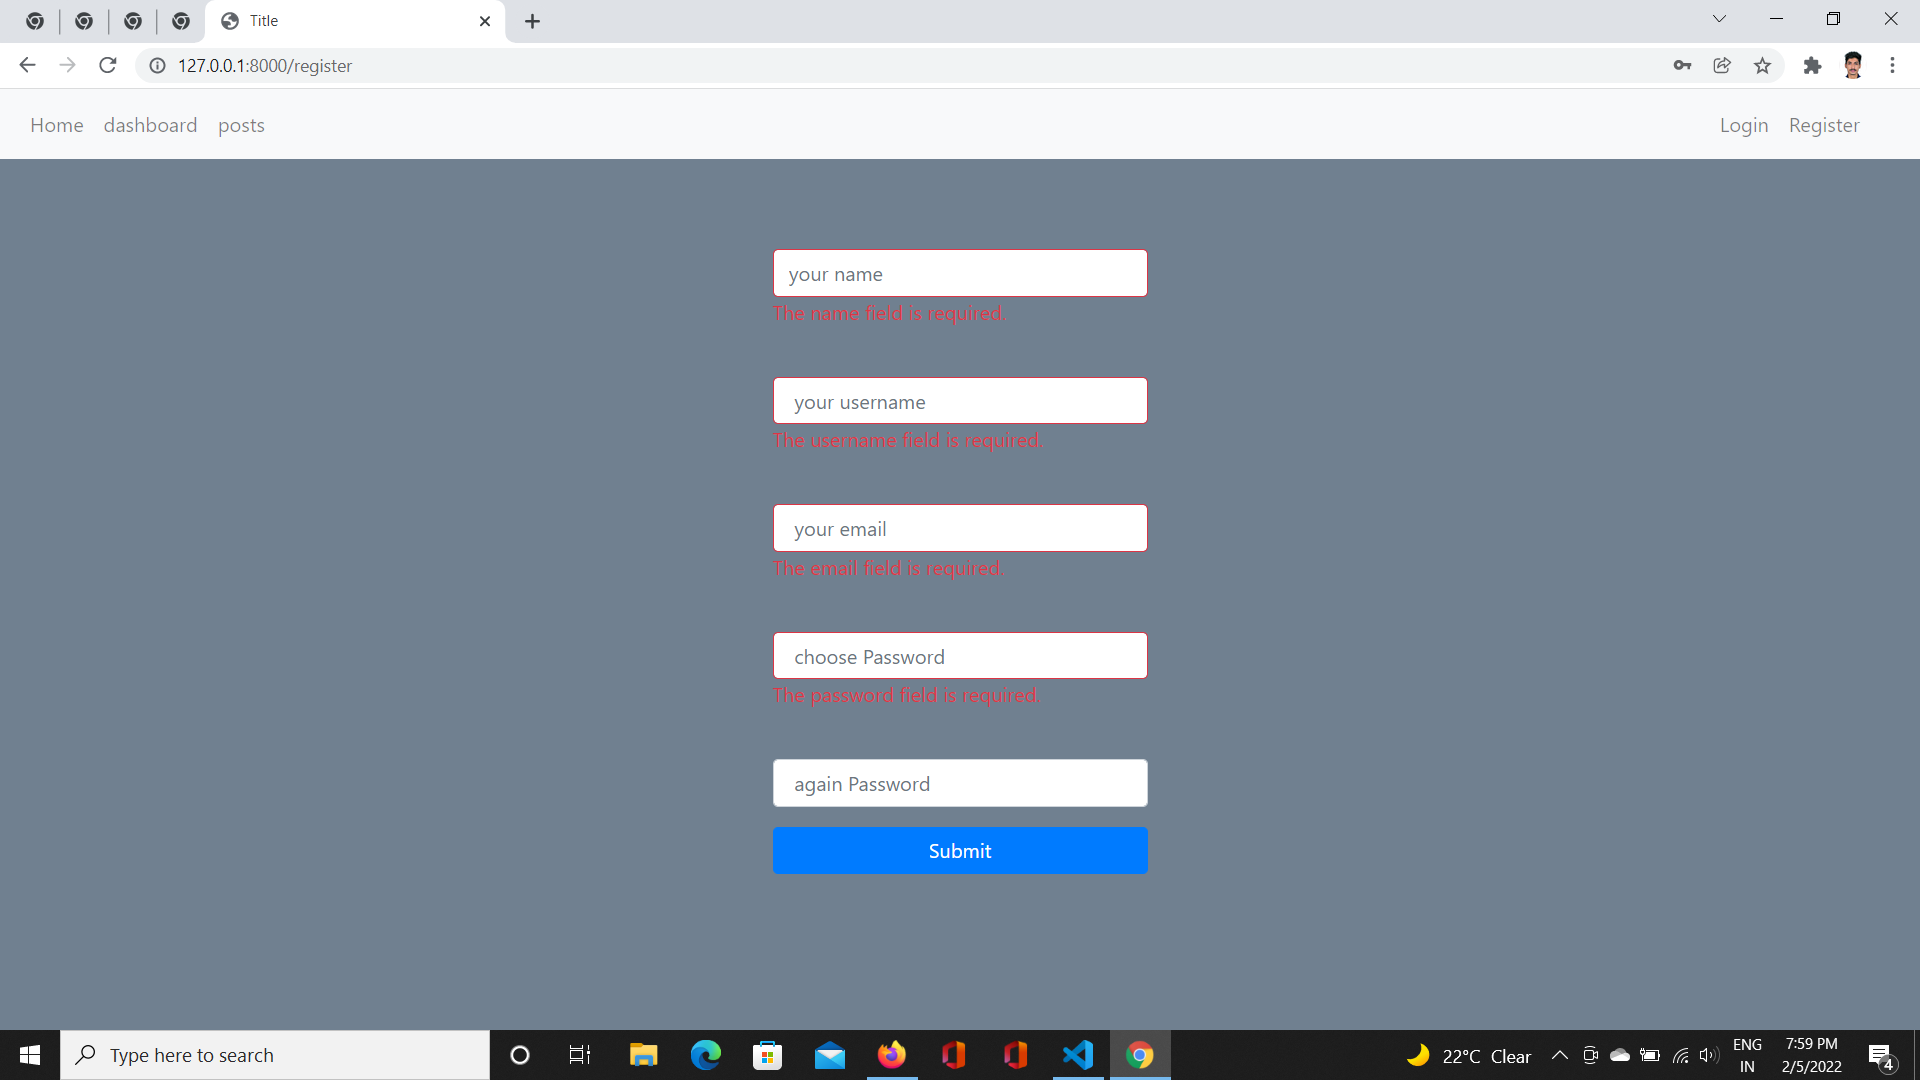 Title
127.0.0.1:8000/register
Home dashboard posts Login Register
your name
The name field is required.
your username
The username field is required.
your email
The email field is required.
choose Password
The password field is required.
again Password
Submit
Type here to search
22°C Clear
ENG
IN
7:59 PM
2/5/2022
4